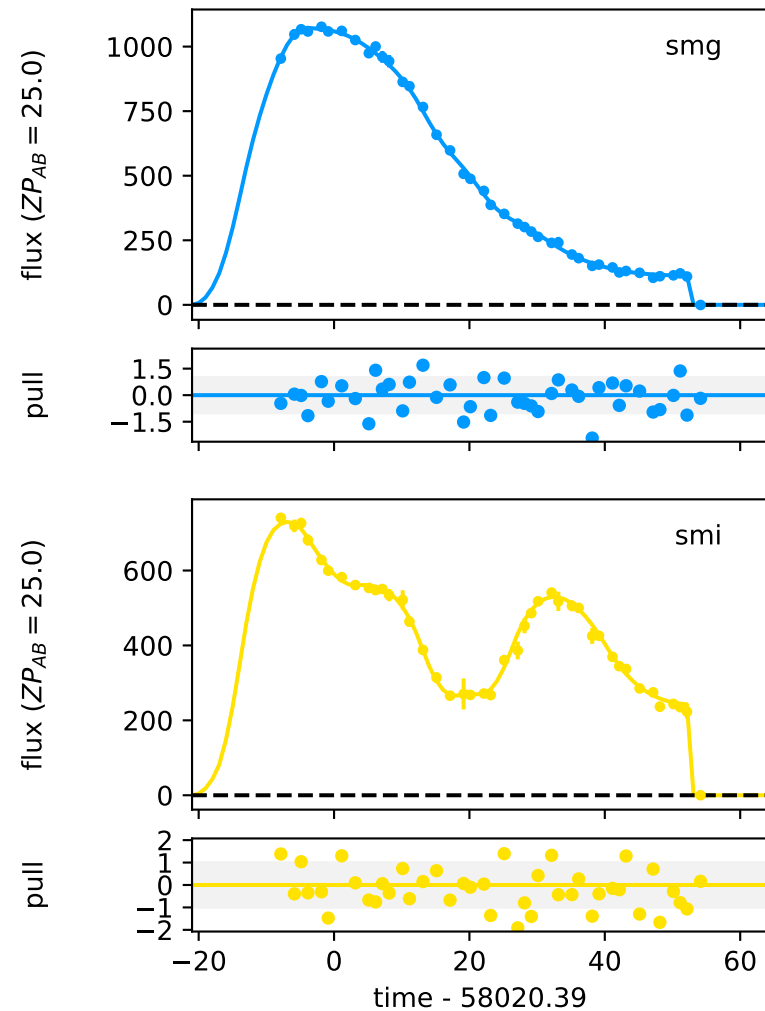 smg
flux (ZP_AB = 25.0)
1000
750
500
250
0
pull
1.5
0.0
−1.5
smi
flux (ZP_AB = 25.0)
600
400
200
0
pull
2
1
0
−1
−2
−20 0 20 40 60
time - 58020.39